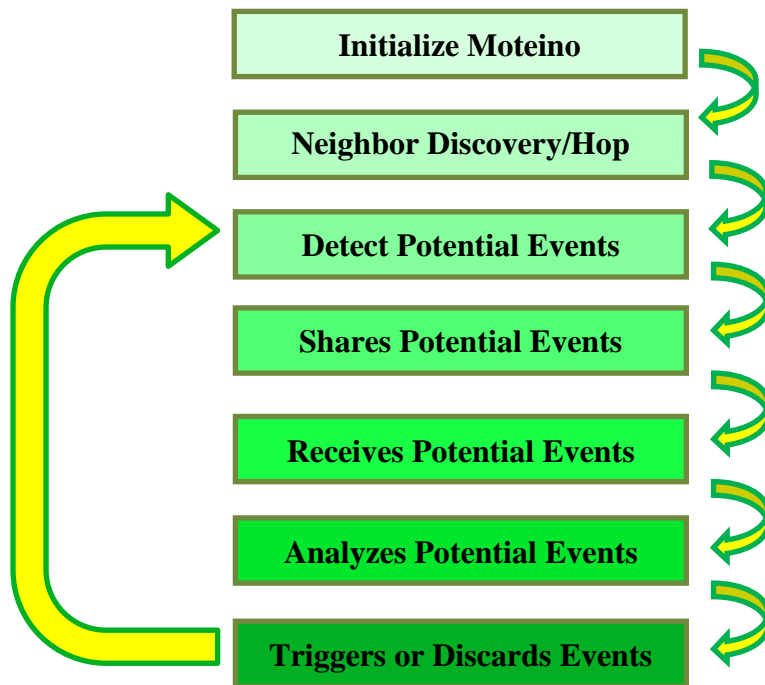 Initialize Moteino
Neighbor Discovery/Hop
Detect Potential Events
Shares Potential Events
Receives Potential Events
Analyzes Potential Events
Triggers or Discards Events